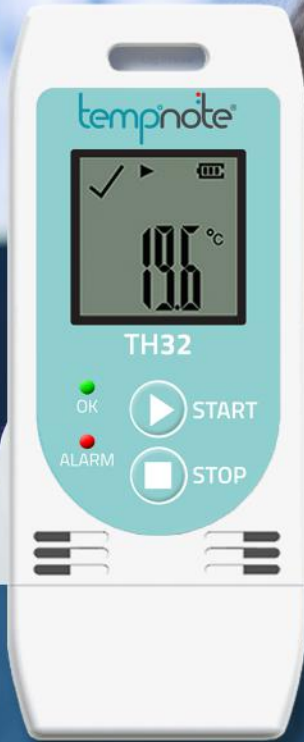 tempnote®
19.6 °C
TH32
OK
START
ALARM
STOP